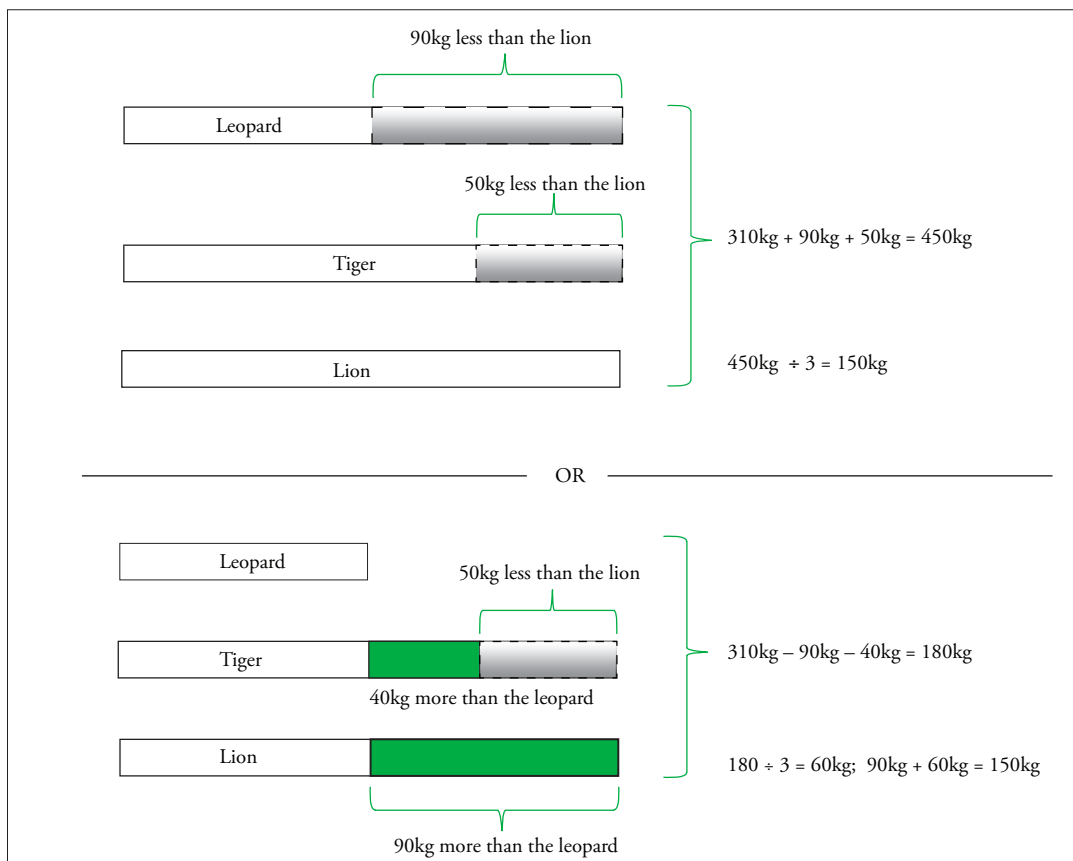 90kg less than the lion
Leopard
50kg less than the lion
310kg + 90kg + 50kg = 450kg
Tiger
450kg ÷ 3 = 150kg
Lion
OR
Leopard
50kg less than the lion
310kg – 90kg – 40kg = 180kg
Tiger
40kg more than the leopard
Lion
180 ÷ 3 = 60kg; 90kg + 60kg = 150kg
90kg more than the leopard